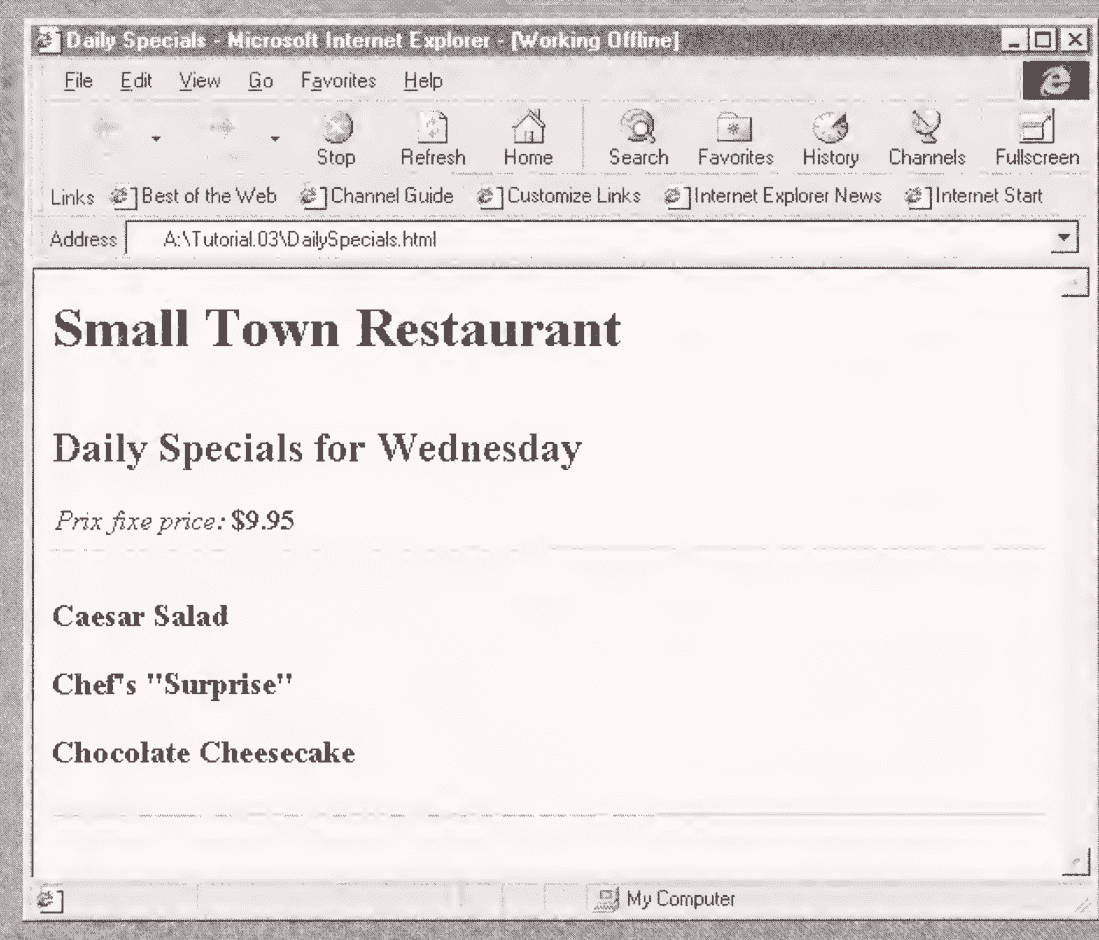 Daily Specials - Microsoft Internet Explorer - [Working Offline]
File Edit View Go Favorites Help
Stop Refresh Home Search Favorites History Channels Fullscreen
Links Best of the Web Channel Guide Customize Links Internet Explorer News Internet Start
Address A:\Tutorial.03\DailySpecials.html
Small Town Restaurant
Daily Specials for Wednesday
Prix fixe price: $9.95
Caesar Salad
Chef's "Surprise"
Chocolate Cheesecake
My Computer